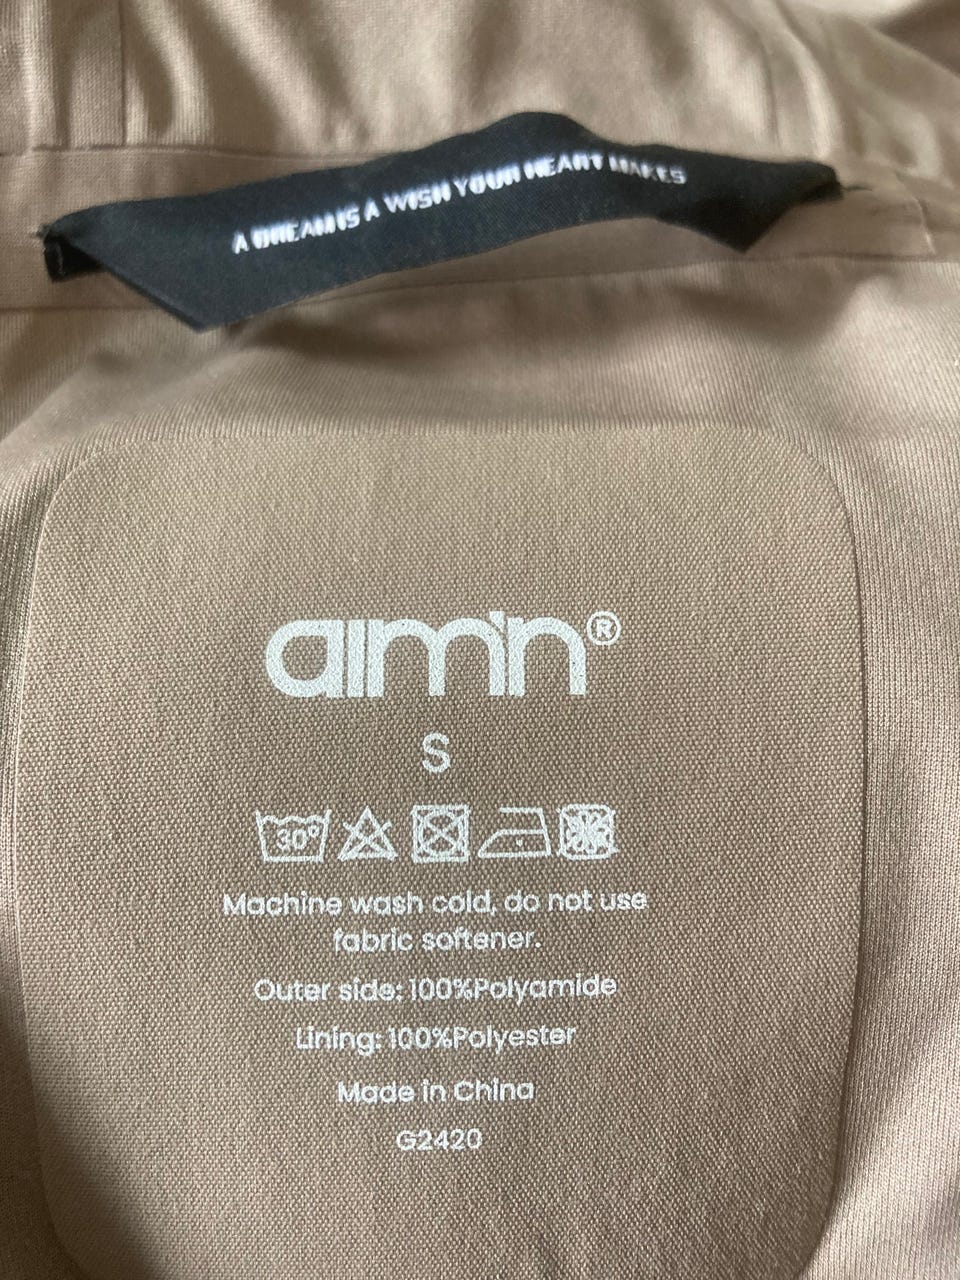 A DREAM IS A WISH YOUR HEART MAKES
aim'n®
S
30°
Machine wash cold, do not use
fabric softener.
Outer side: 100%Polyamide
Lining: 100%Polyester
Made in China
G2420